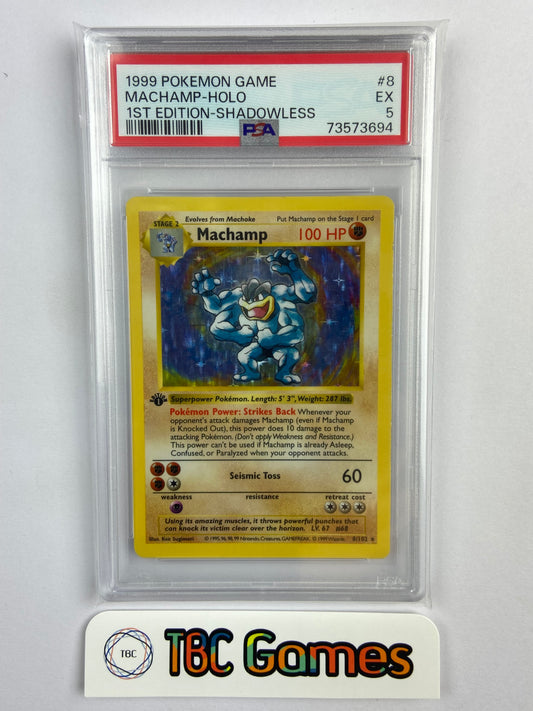 1999 POKEMON GAME #8
MACHAMP-HOLO EX
1ST EDITION-SHADOWLESS 5
PSA 73573694
STAGE 2 Evolves from Machoke Put Machamp on the Stage 1 card
Machamp 100 HP
Superpower Pokémon. Length: 5' 3", Weight: 287 lbs.
Pokémon Power: Strikes Back Whenever your
opponent's attack damages Machamp (even if Machamp
is Knocked Out), this power does 10 damage to the
attacking Pokémon. (Don't apply Weakness and Resistance.)
This power can't be used if Machamp is already Asleep,
Confused, or Paralyzed when your opponent attacks.
Seismic Toss 60
weakness resistance retreat cost
Using its amazing muscles, it throws powerful punches that
can knock its victim clear over the horizon. LV. 67 #68
Illus. Ken Sugimori © 1995, 96, 98, 99 Nintendo, Creatures, GAMEFREAK. © 1999 Wizards. 8/102 ★
TBC TBC Games